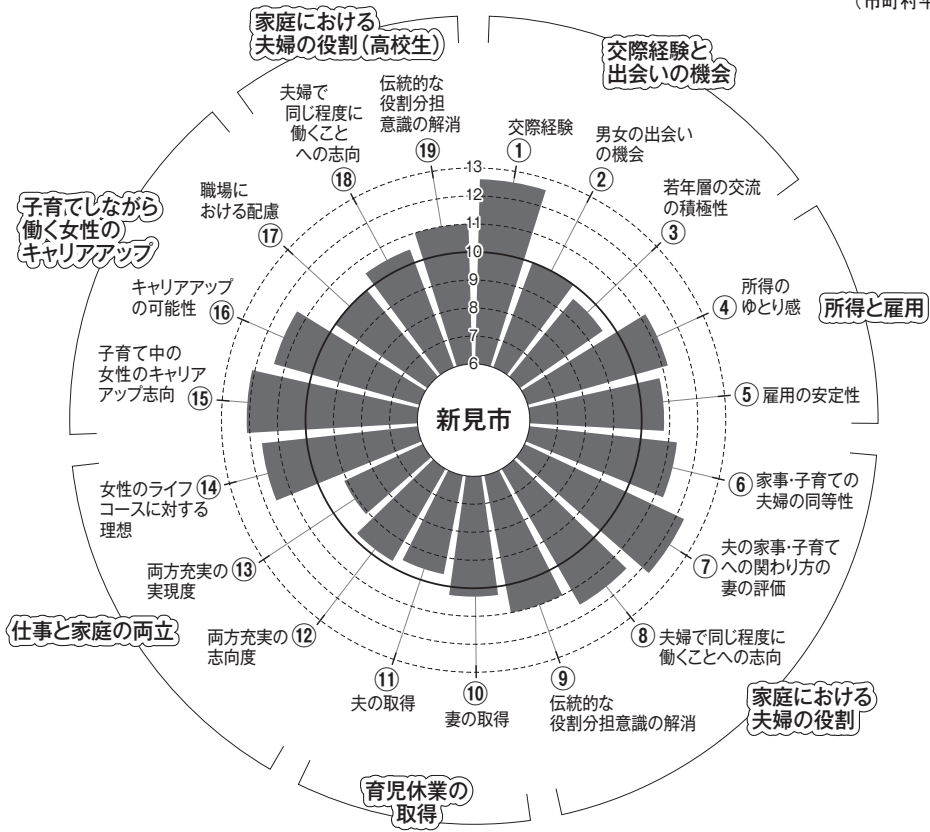 （市町村平
家庭における
夫婦の役割（高校生）
交際経験と
出会いの機会
所得と雇用
家庭における
夫婦の役割
育児休業の
取得
仕事と家庭の両立
子育てしながら
働く女性の
キャリアアップ
新見市
13
12
11
10
9
8
7
6
交際経験
①
男女の出会い
の機会
②
若年層の交流
の積極性
③
④ 所得の
ゆとり感
⑤ 雇用の安定性
⑥ 家事・子育ての
夫婦の同等性
⑦ 夫の家事・子育て
への関わり方の
妻の評価
⑧ 夫婦で同じ程度に
働くことへの志向
⑨
伝統的な
役割分担意識の解消
⑩
妻の取得
⑪
夫の取得
両方充実の ⑫
志向度
両方充実の ⑬
実現度
女性のライフ ⑭
コースに対する
理想
子育て中の
女性のキャリア
アップ志向 ⑮
キャリアアップ
の可能性 ⑯
職場に
おける配慮
⑰
夫婦で
同じ程度に
働くこと
への志向
⑱
伝統的な
役割分担
意識の解消
⑲